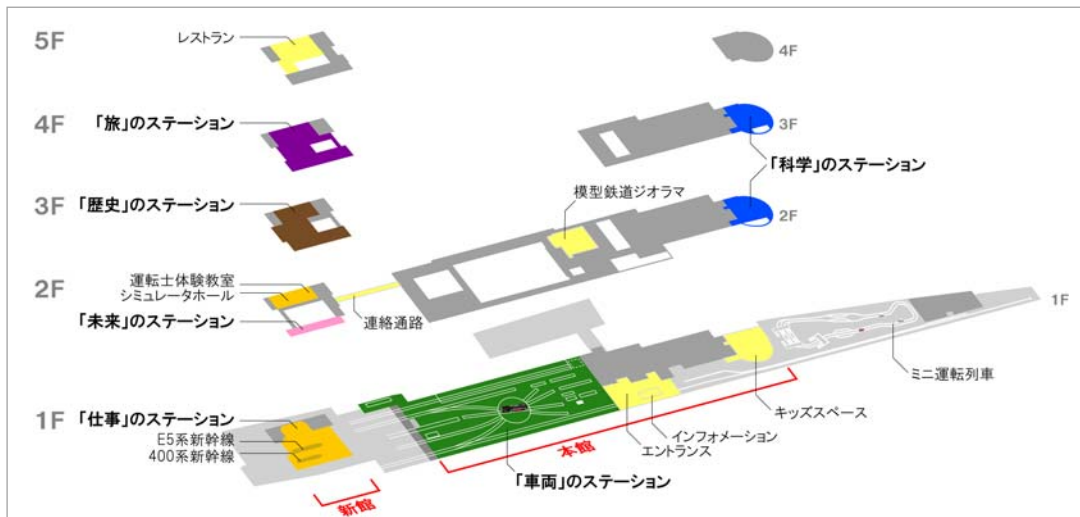 5F
レストラン
4F
4F
「旅」のステーション
3F
「科学」のステーション
3F
「歴史」のステーション
模型鉄道ジオラマ
2F
2F
運転士体験教室
シミュレータホール
「未来」のステーション
連絡通路
1F
ミニ運転列車
キッズスペース
1F
「仕事」のステーション
E5系新幹線
400系新幹線
インフォメーション
エントランス
本館
「車両」のステーション
新館